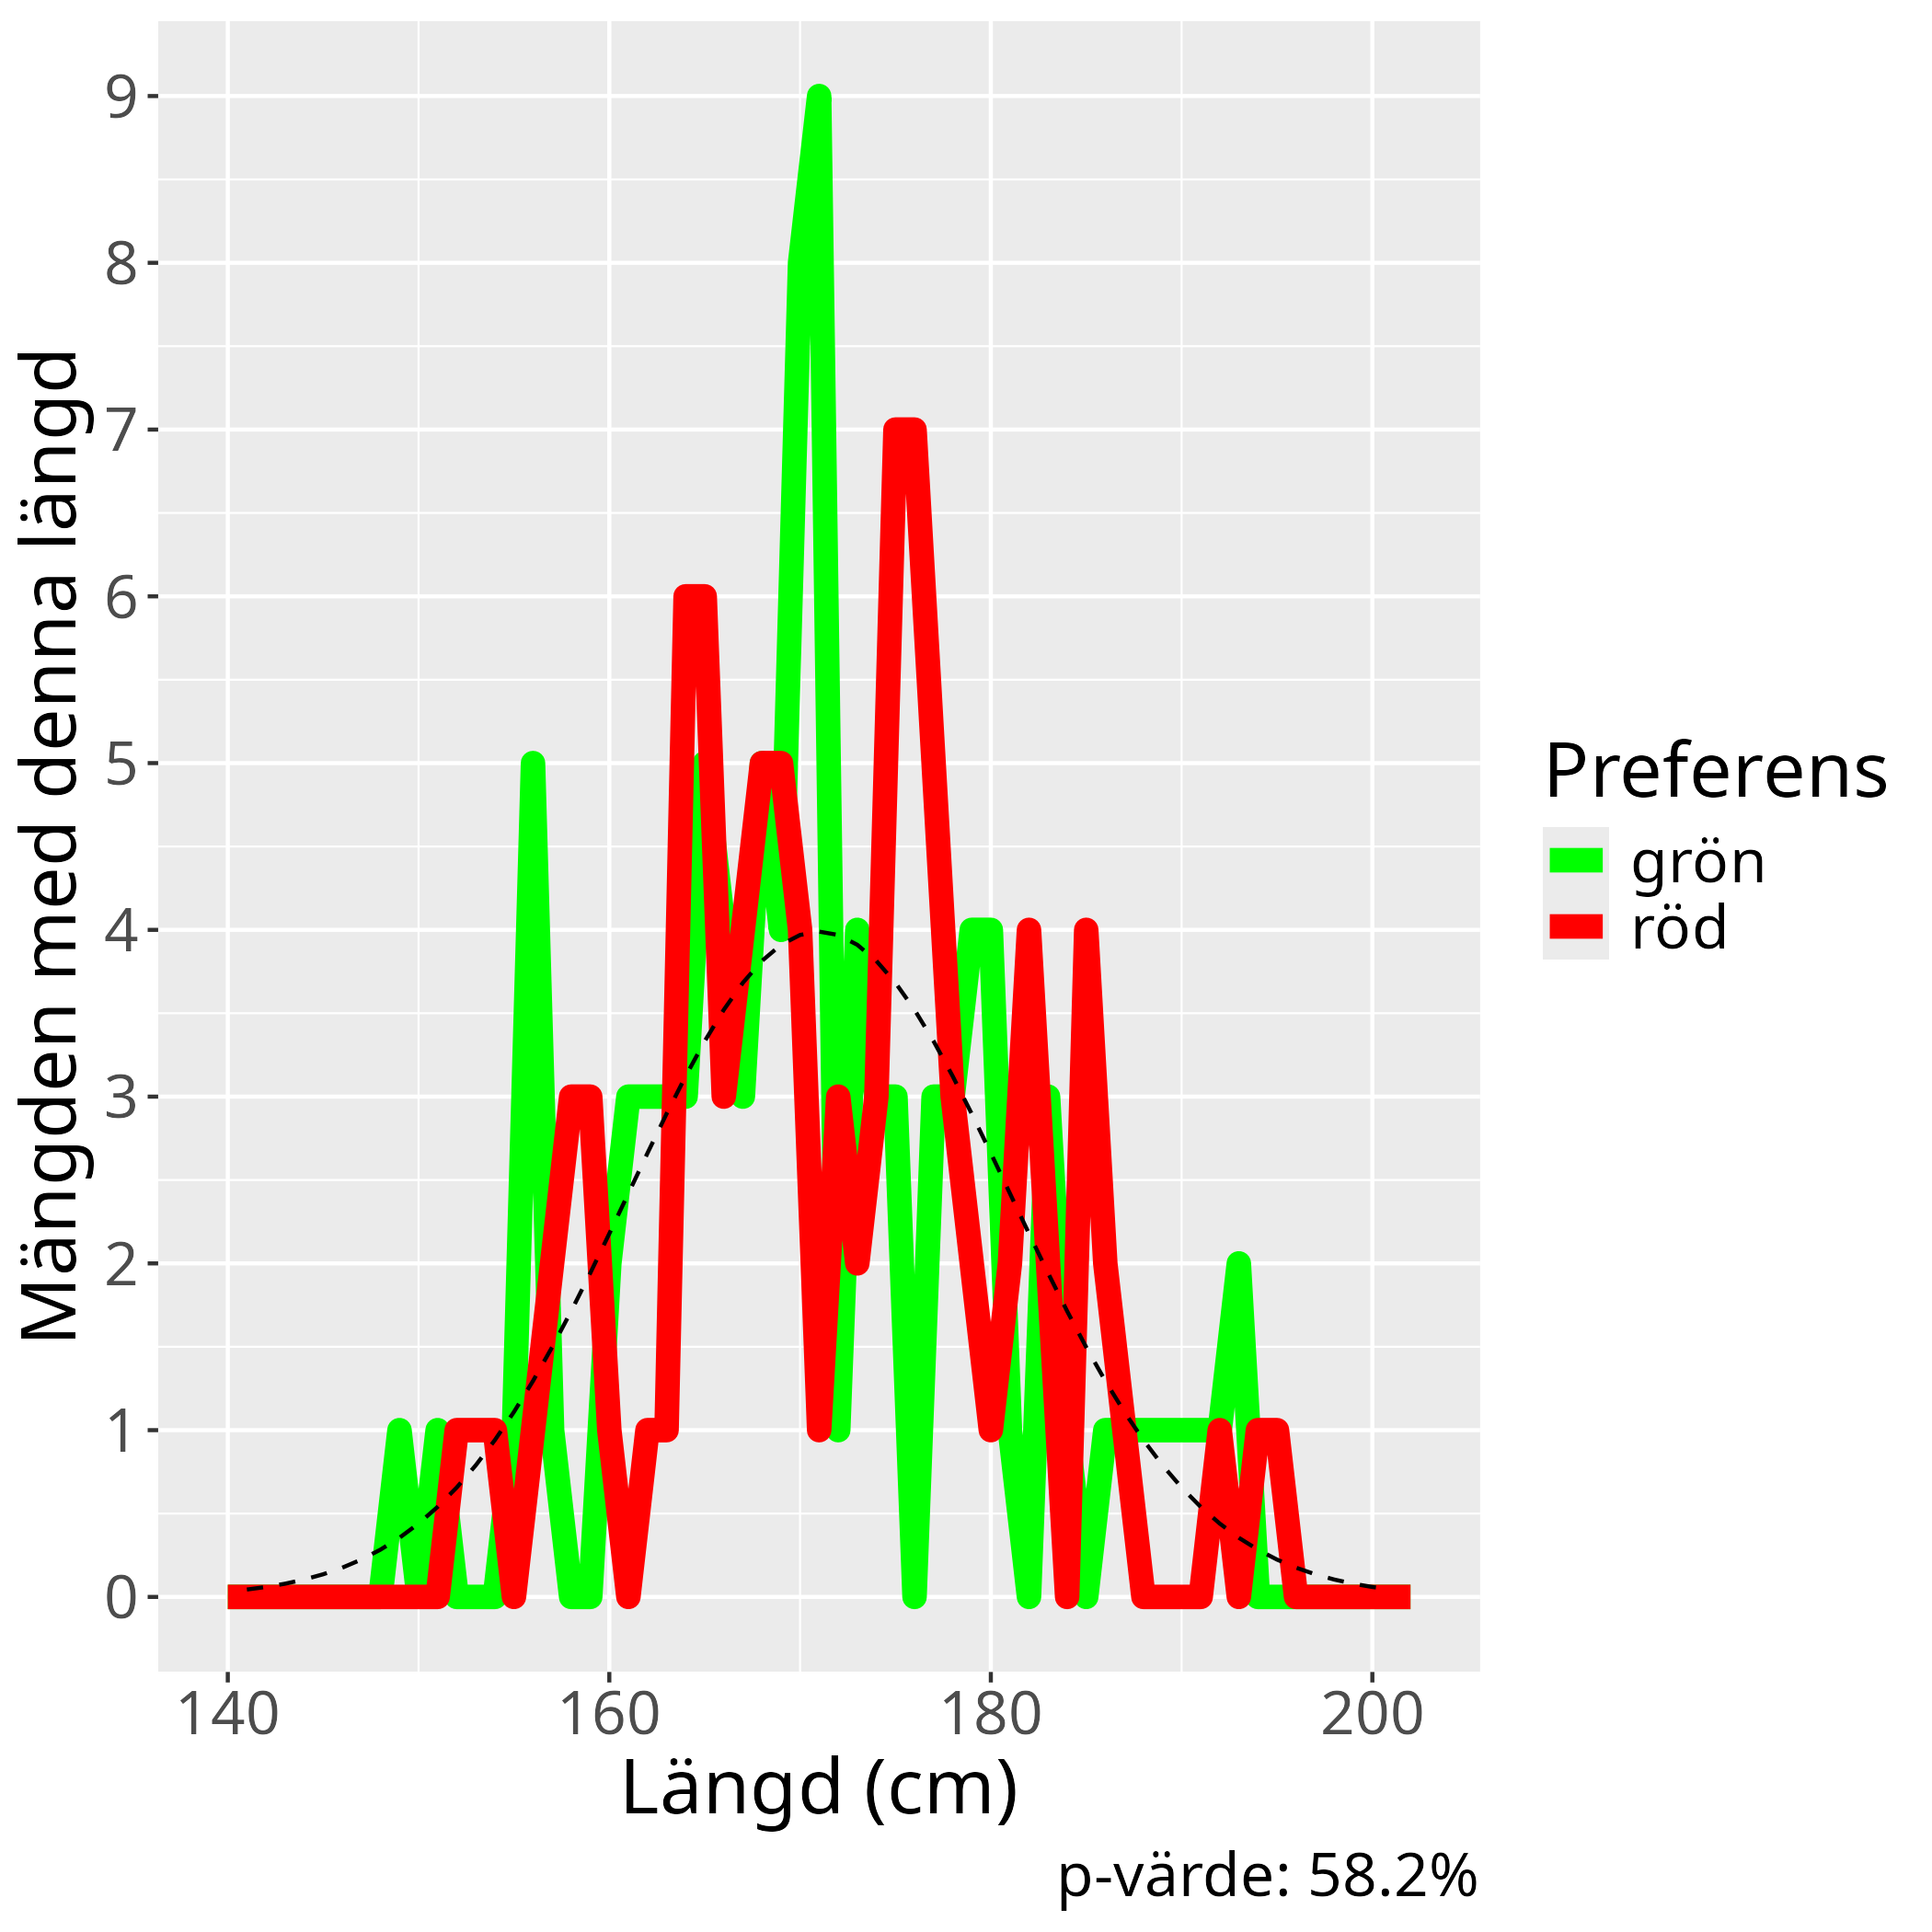 Mängden med denna längd
9
8
7
6
5
4
3
2
1
0
140 160 180 200
Längd (cm)
Preferens
grön
röd
p-värde: 58.2%